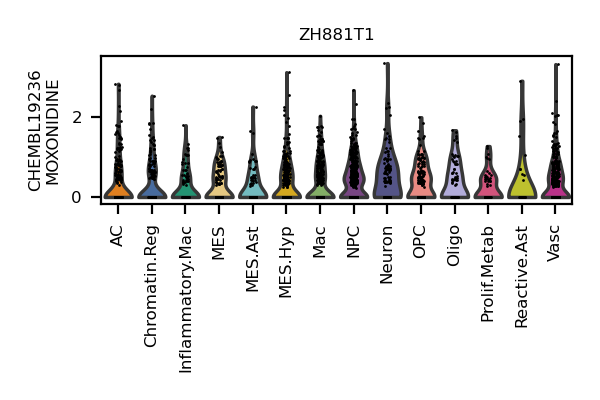 ZH881T1
CHEMBL19236
MOXONIDINE
2
0
AC
Chromatin.Reg
Inflammatory.Mac
MES
MES.Ast
MES.Hyp
Mac
NPC
Neuron
OPC
Oligo
Prolif.Metab
Reactive.Ast
Vasc